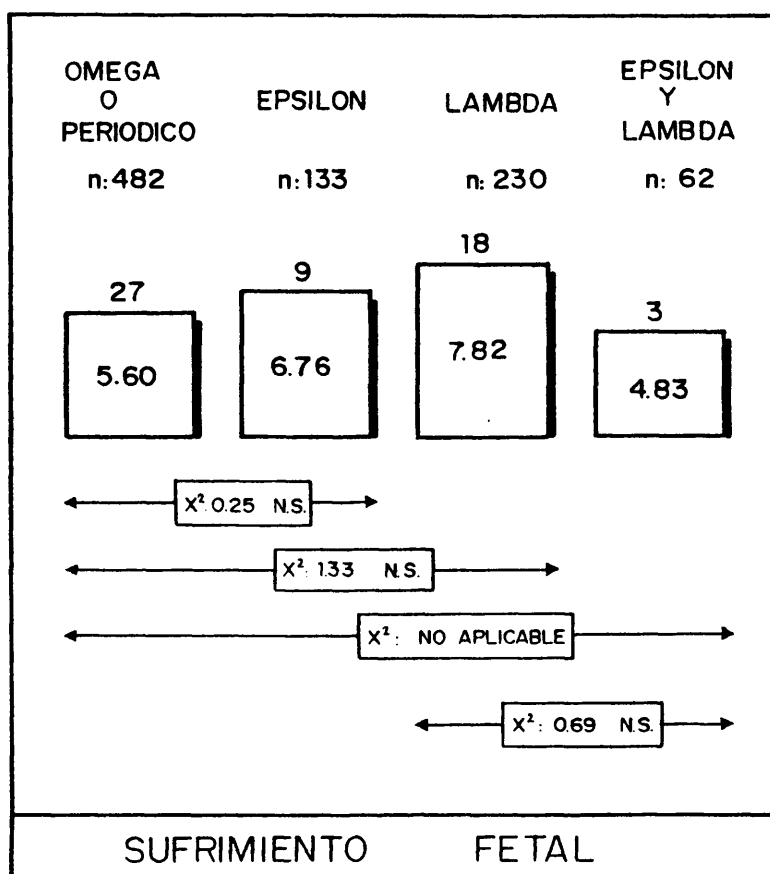 OMEGA
O
PERIODICO
n:482
EPSILON
n:133
LAMBDA
n: 230
EPSILON
Y
LAMBDA
n: 62
27
5.60
9
6.76
18
7.82
3
4.83
X²: 0.25 N.S.
X²: 1.33 N.S.
X²: NO APLICABLE
X²: 0.69 N.S.
SUFRIMIENTO FETAL